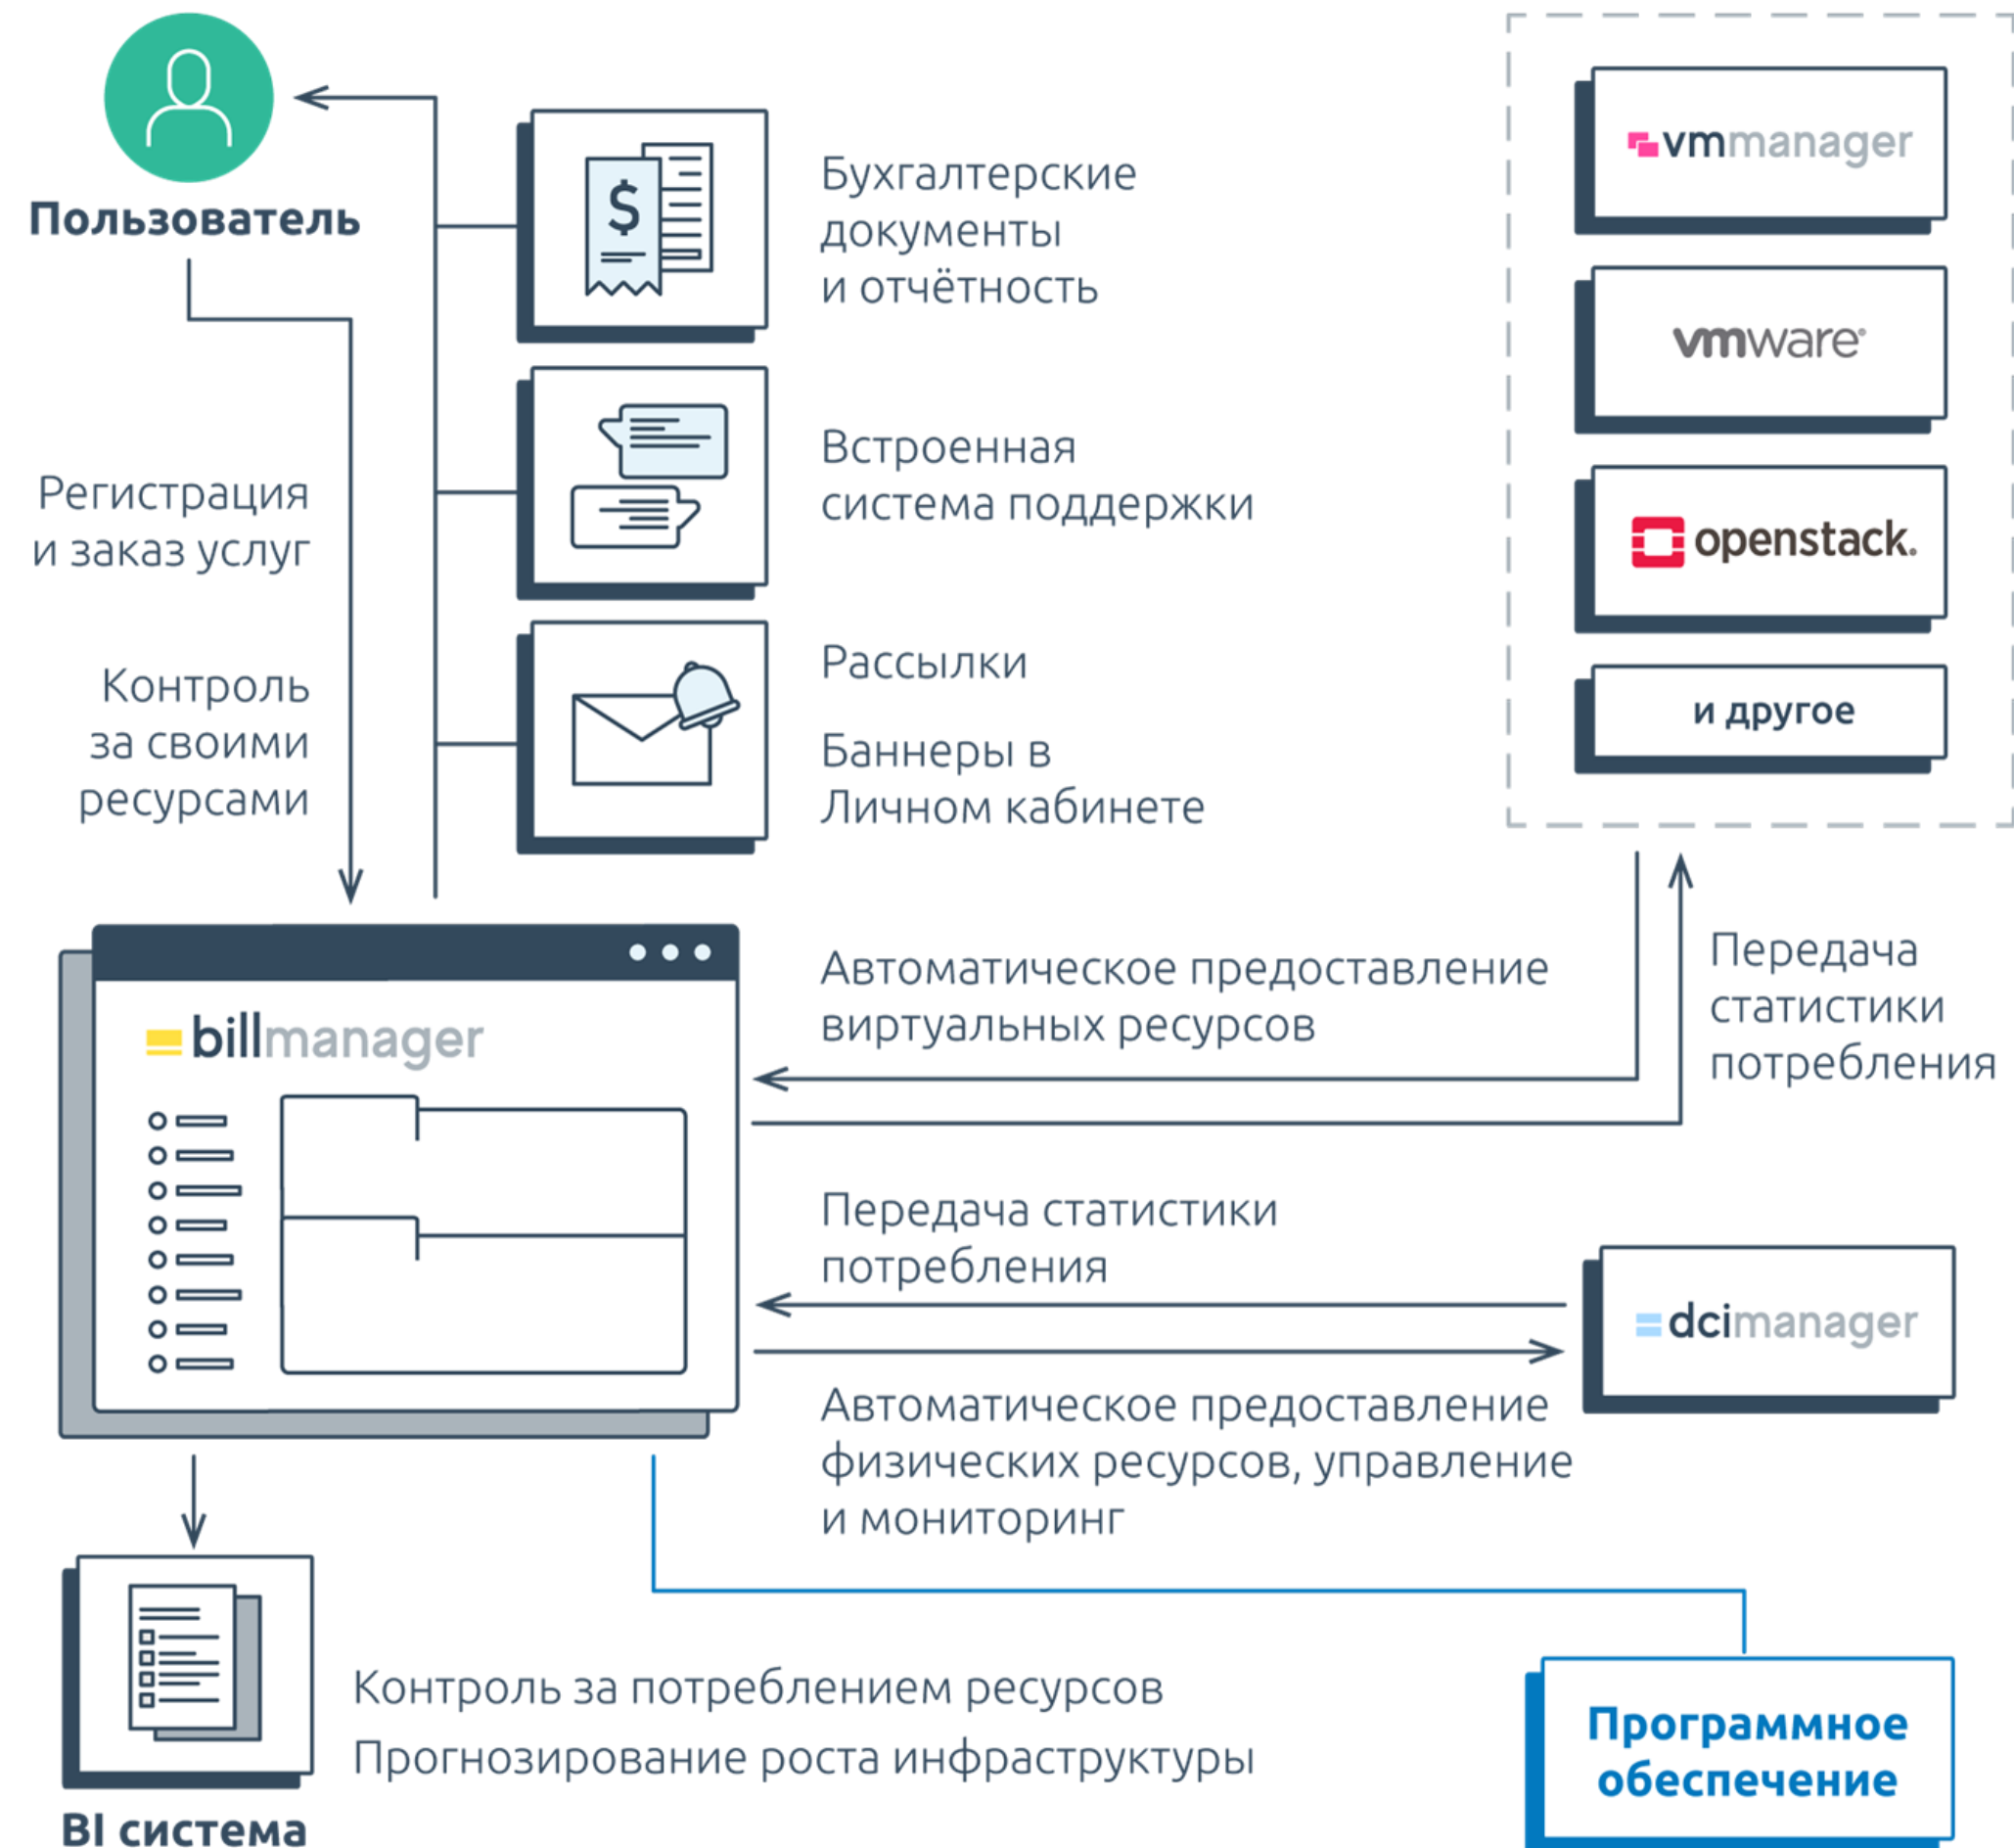 Пользователь
Регистрация
и заказ услуг
Контроль
за своими
ресурсами
Бухгалтерские
документы
и отчётность
$
Встроенная
система поддержки
Рассылки
Баннеры в
Личном кабинете
vmmanager
vmware®
openstack.
и другое
billmanager
Автоматическое предоставление
виртуальных ресурсов
Передача
статистики
потребления
Передача статистики
потребления
dcimanager
Автоматическое предоставление
физических ресурсов, управление
и мониторинг
BI система
Контроль за потреблением ресурсов
Прогнозирование роста инфраструктуры
Программное
обеспечение